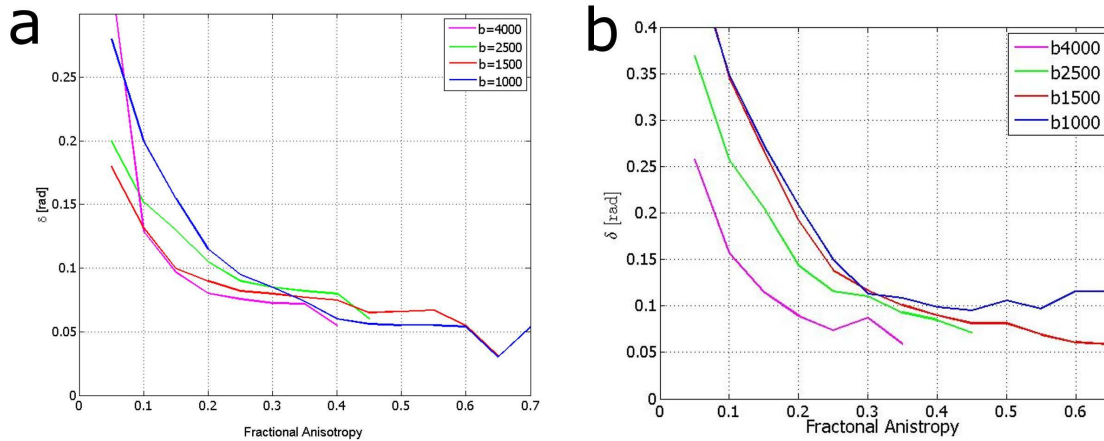 a
b=4000
b=2500
b=1500
b=1000
0.25
0.2
0.15
0.1
0.05
0
δ [rad]
0 0.1 0.2 0.3 0.4 0.5 0.6 0.7
Fractional Anisotropy
b
b4000
b2500
b1500
b1000
0.4
0.35
0.3
0.25
0.2
0.15
0.1
0.05
0
δ [rad]
0 0.1 0.2 0.3 0.4 0.5 0.6
Fractonal Anistropy